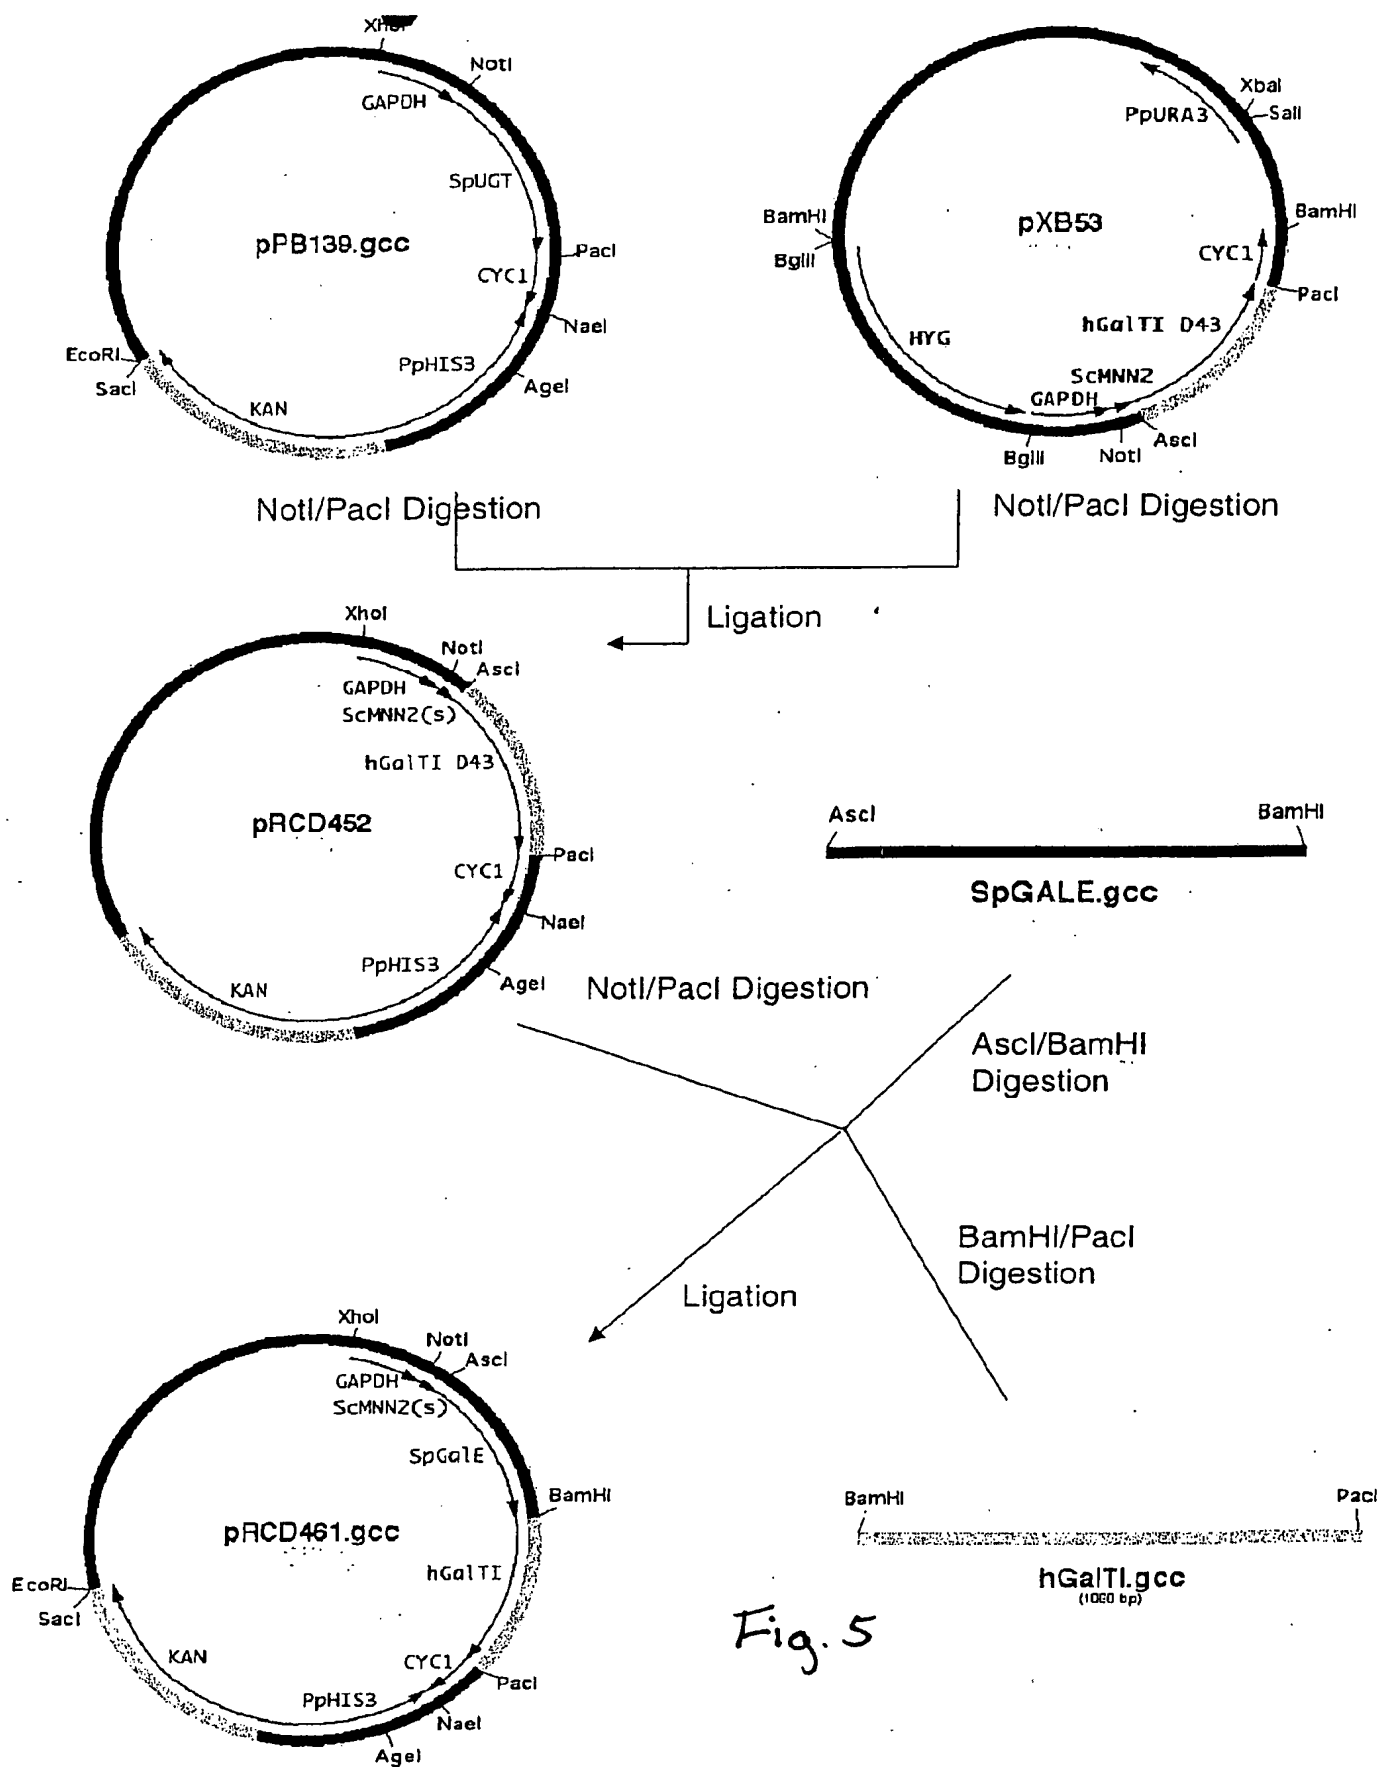 XhoI
NotI
GAPDH
SpUGT
pPB139.gcc
PacI
CYC1
NaeI
PpHIS3
AgeI
EcoRI
SacI
KAN
NotI/PacI Digestion
XbaI
SalI
PpURA3
BamHI
BglII
pXB53
BamHI
CYC1
PacI
hGalTI D43
HYG
ScMNN2
GAPDH
AscI
NotI
BglII
NotI/PacI Digestion
Ligation
XhoI
NotI
AscI
GAPDH
ScMNN2(s)
hGalTI D43
pRCD452
PacI
CYC1
NaeI
PpHIS3
AgeI
KAN
NotI/PacI Digestion
AscI
BamHI
SpGALE.gcc
AscI/BamHI
Digestion
BamHI/PacI
Digestion
Ligation
XhoI
NotI
AscI
GAPDH
ScMNN2(s)
SpGalE
BamHI
pRCD461.gcc
hGalTI
EcoRI
SacI
KAN
CYC1
PacI
PpHIS3
NaeI
AgeI
BamHI
PacI
hGalTI.gcc
Fig. 5